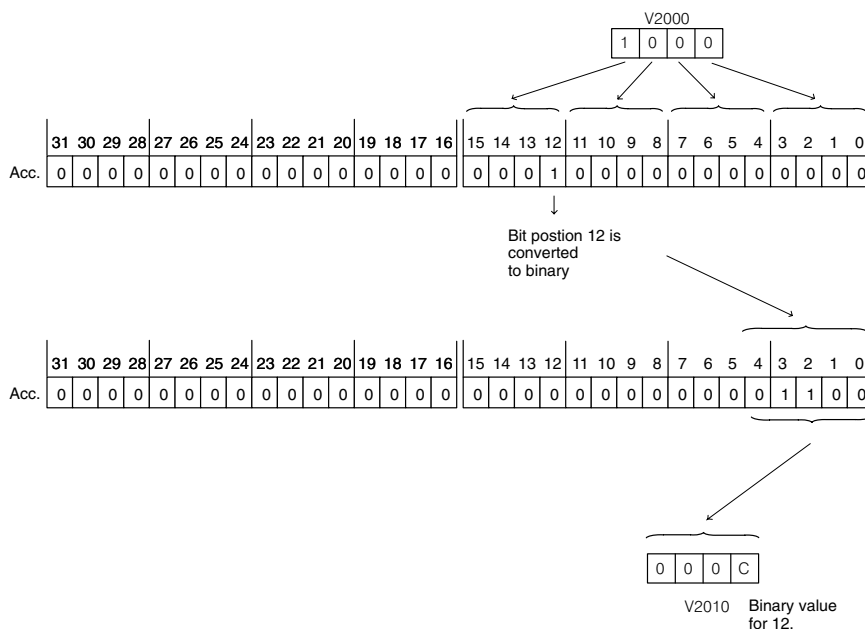 V2000
1 0 0 0
31 30 29 28 27 26 25 24 23 22 21 20 19 18 17 16 15 14 13 12 11 10 9 8 7 6 5 4 3 2 1 0
Acc. 0 0 0 0 0 0 0 0 0 0 0 0 0 0 0 0 0 0 0 1 0 0 0 0 0 0 0 0 0 0 0 0
Bit postion 12 is
converted
to binary
31 30 29 28 27 26 25 24 23 22 21 20 19 18 17 16 15 14 13 12 11 10 9 8 7 6 5 4 3 2 1 0
Acc. 0 0 0 0 0 0 0 0 0 0 0 0 0 0 0 0 0 0 0 0 0 0 0 0 0 0 0 0 1 1 0 0
0 0 0 C
V2010 Binary value
for 12.